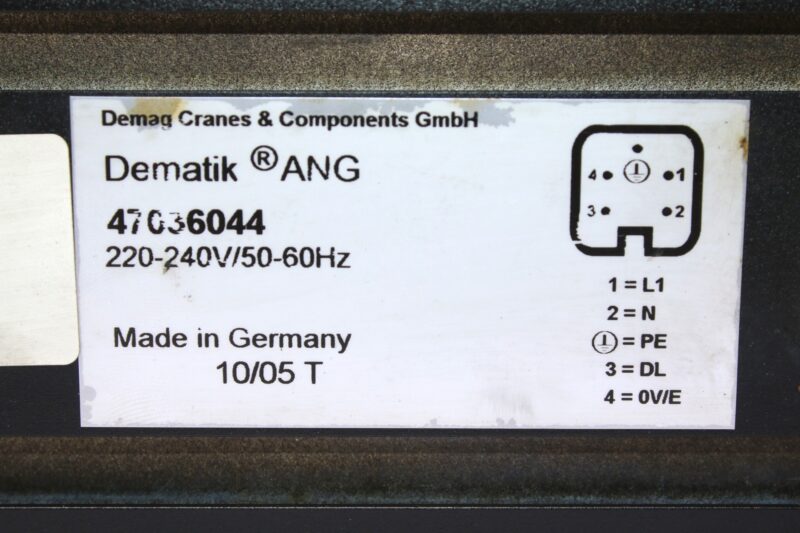 Demag Cranes & Components GmbH
Dematik ® ANG
47036044
220-240V/50-60Hz
Made in Germany
10/05 T
4 1
3 2
1 = L1
2 = N
⏚ = PE
3 = DL
4 = 0V/E